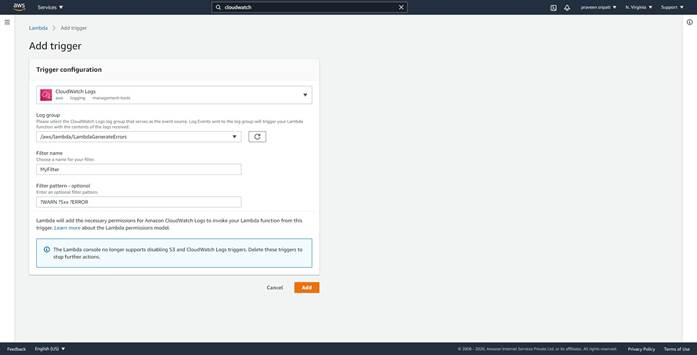 aws
Services
cloudwatch
praveen sripati
N. Virginia
Support
Lambda
Add trigger
Add trigger
Trigger configuration
CloudWatch Logs
aws logging management-tools
Log group
Please select the CloudWatch Logs log group that serves as the event source. Log Events sent to the log group will trigger your Lambda
function with the contents of the logs received.
/aws/lambda/LambdaGenerateErrors
Filter name
Choose a name for your filter.
MyFilter
Filter pattern - optional
Enter an optional filter pattern.
?WARN ?5xx ?ERROR
Lambda will add the necessary permissions for Amazon CloudWatch Logs to invoke your Lambda function from this
trigger. Learn more about the Lambda permissions model.
The Lambda console no longer supports disabling S3 and CloudWatch Logs triggers. Delete these triggers to
stop further actions.
Cancel
Add
Feedback
English (US)
© 2008 - 2020, Amazon Internet Services Private Ltd. or its affiliates. All rights reserved.
Privacy Policy
Terms of Use